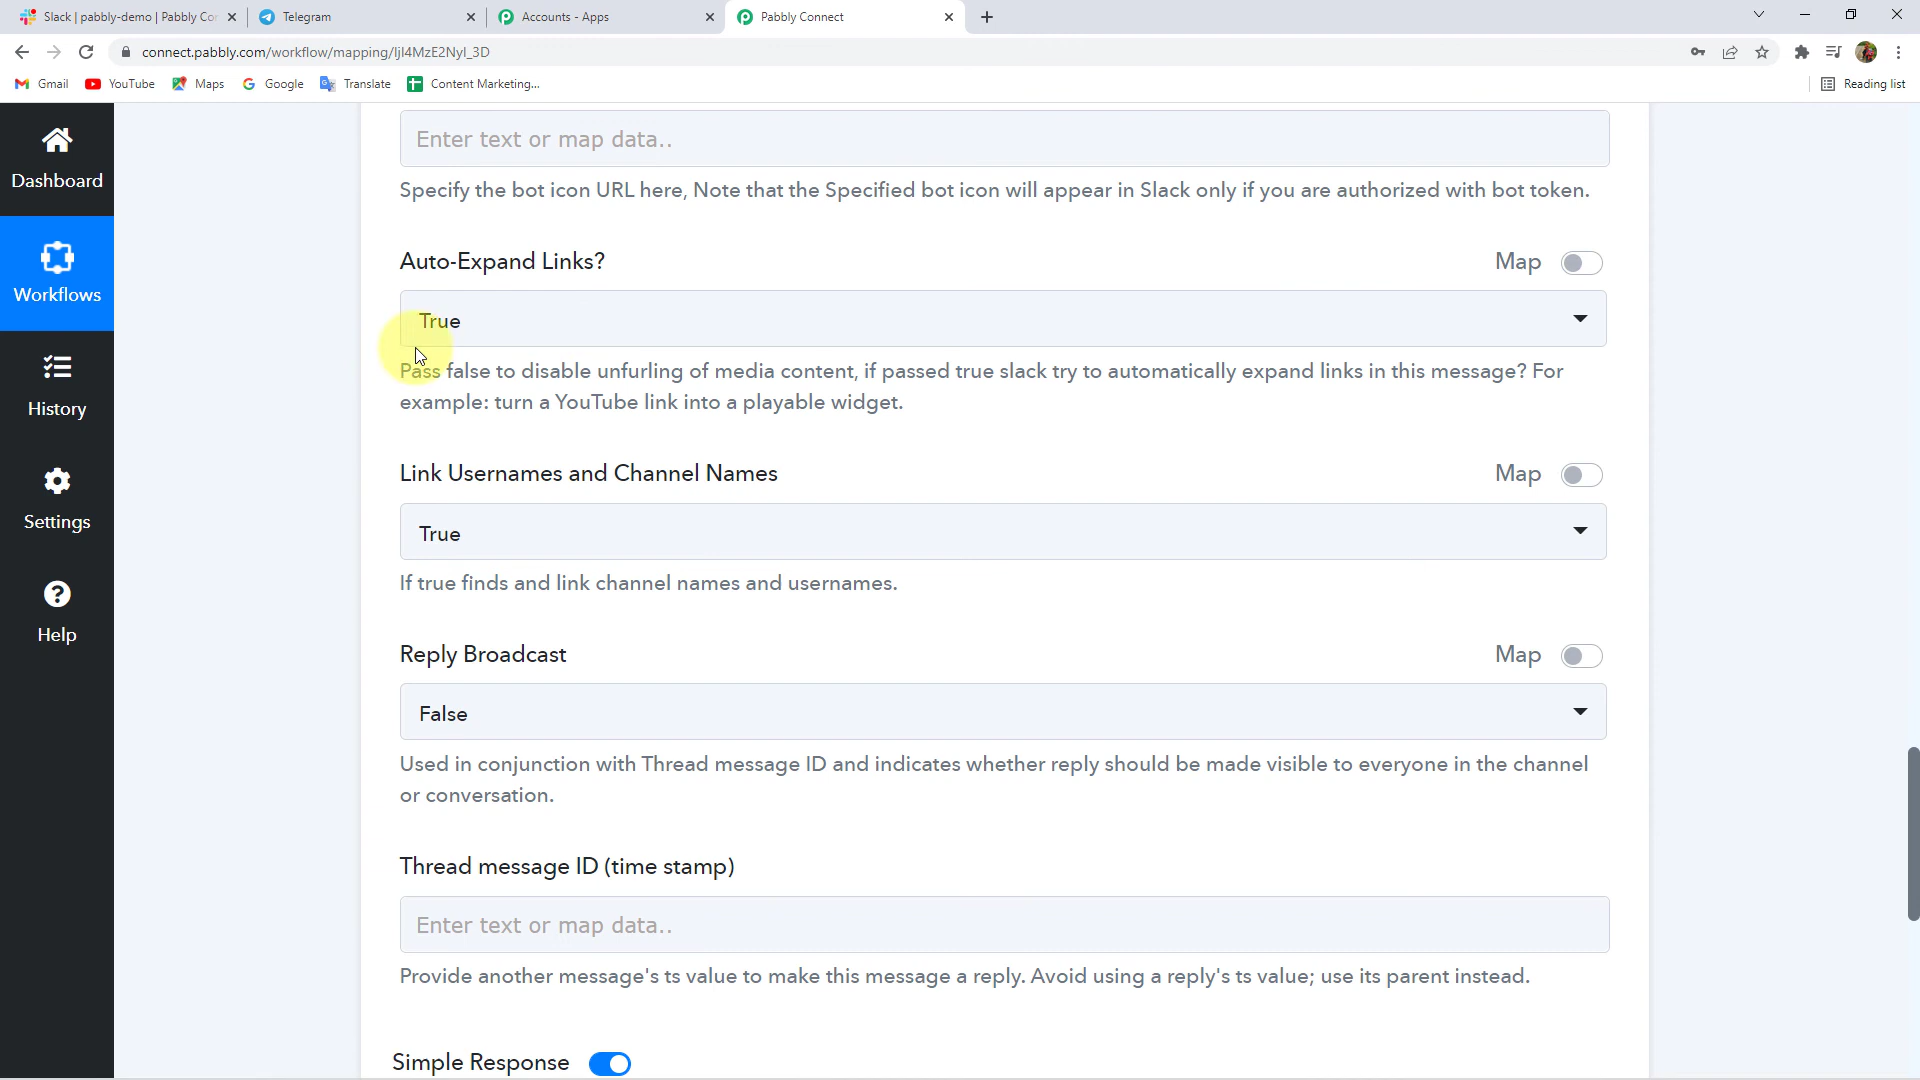 Slack | pabbly-demo | Pabbly Co
Telegram
Accounts - Apps
Pabbly Connect
connect.pabbly.com/workflow/mapping/IjI4MzE2NyI_3D
Gmail
YouTube
Maps
Google
Translate
Content Marketing...
Reading list
Dashboard
Workflows
History
Settings
Help
Enter text or map data..
Specify the bot icon URL here, Note that the Specified bot icon will appear in Slack only if you are authorized with bot token.
Auto-Expand Links?
Map
True
Pass false to disable unfurling of media content, if passed true slack try to automatically expand links in this message? For
example: turn a YouTube link into a playable widget.
Link Usernames and Channel Names
Map
True
If true finds and link channel names and usernames.
Reply Broadcast
Map
False
Used in conjunction with Thread message ID and indicates whether reply should be made visible to everyone in the channel
or conversation.
Thread message ID (time stamp)
Enter text or map data..
Provide another message's ts value to make this message a reply. Avoid using a reply's ts value; use its parent instead.
Simple Response